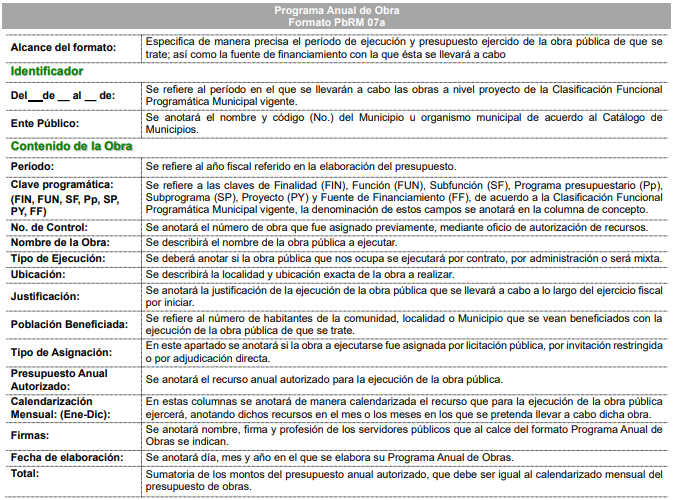 Programa Anual de Obra
Formato PbRM 07a
Alcance del formato:
Especifica de manera precisa el período de ejecución y presupuesto ejercido de la obra pública de que se
trate; así como la fuente de financiamiento con la que ésta se llevará a cabo
Identificador
Del___de __ al __ de:
Se refiere al período en el que se llevarán a cabo las obras a nivel proyecto de la Clasificación Funcional
Programática Municipal vigente.
Ente Público:
Se anotará el nombre y código (No.) del Municipio u organismo municipal de acuerdo al Catálogo de
Municipios.
Contenido de la Obra
Período:
Se refiere al año fiscal referido en la elaboración del presupuesto.
Clave programática:
(FIN, FUN, SF, Pp, SP,
PY, FF)
Se refiere a las claves de Finalidad (FIN), Función (FUN), Subfunción (SF), Programa presupuestario (Pp),
Subprograma (SP), Proyecto (PY) y Fuente de Financiamiento (FF), de acuerdo a la Clasificación Funcional
Programática Municipal vigente, la denominación de estos campos se anotará en la columna de concepto.
No. de Control:
Se anotará el número de obra que fue asignado previamente, mediante oficio de autorización de recursos.
Nombre de la Obra:
Se describirá el nombre de la obra pública a ejecutar.
Tipo de Ejecución:
Se deberá anotar si la obra pública que nos ocupa se ejecutará por contrato, por administración o será mixta.
Ubicación:
Se describirá la localidad y ubicación exacta de la obra a realizar.
Justificación:
Se anotará la justificación de la ejecución de la obra pública que se llevará a cabo a lo largo del ejercicio fiscal
por iniciar.
Población Beneficiada:
Se refiere al número de habitantes de la comunidad, localidad o Municipio que se vean beneficiados con la
ejecución de la obra pública de que se trate.
Tipo de Asignación:
En este apartado se anotará si la obra a ejecutarse fue asignada por licitación pública, por invitación restringida
o por adjudicación directa.
Presupuesto Anual
Autorizado:
Se anotará el recurso anual autorizado para la ejecución de la obra pública.
Calendarización
Mensual: (Ene-Dic):
En estas columnas se anotará de manera calendarizada el recurso que para la ejecución de la obra pública
ejercerá, anotando dichos recursos en el mes o los meses en los que se pretenda llevar a cabo dicha obra.
Firmas:
Se anotará nombre, firma y profesión de los servidores públicos que al calce del formato Programa Anual de
Obras se indican.
Fecha de elaboración:
Se anotará día, mes y año en el que se elabora su Programa Anual de Obras.
Total:
Sumatoria de los montos del presupuesto anual autorizado, que debe ser igual al calendarizado mensual del
presupuesto de obras.